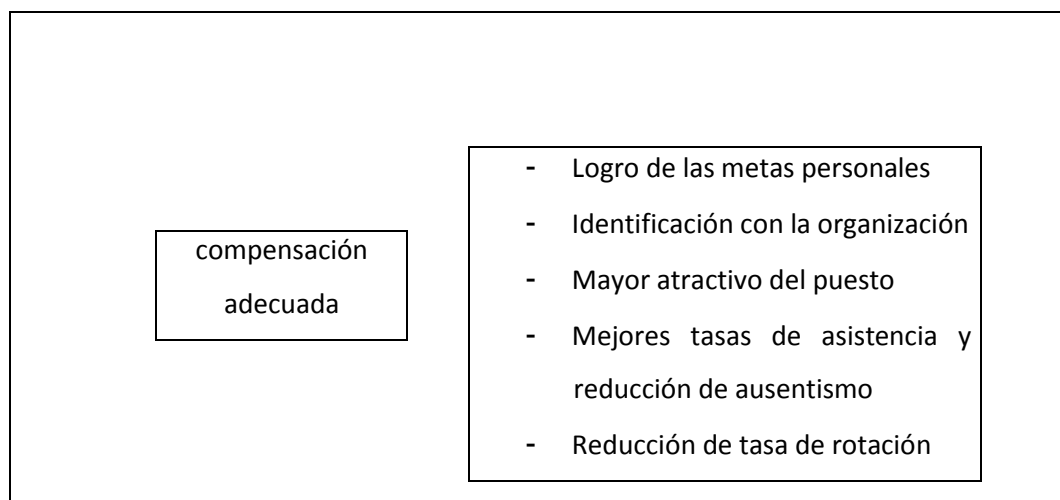 compensación
adecuada
- Logro de las metas personales
- Identificación con la organización
- Mayor atractivo del puesto
- Mejores tasas de asistencia y
reducción de ausentismo
- Reducción de tasa de rotación